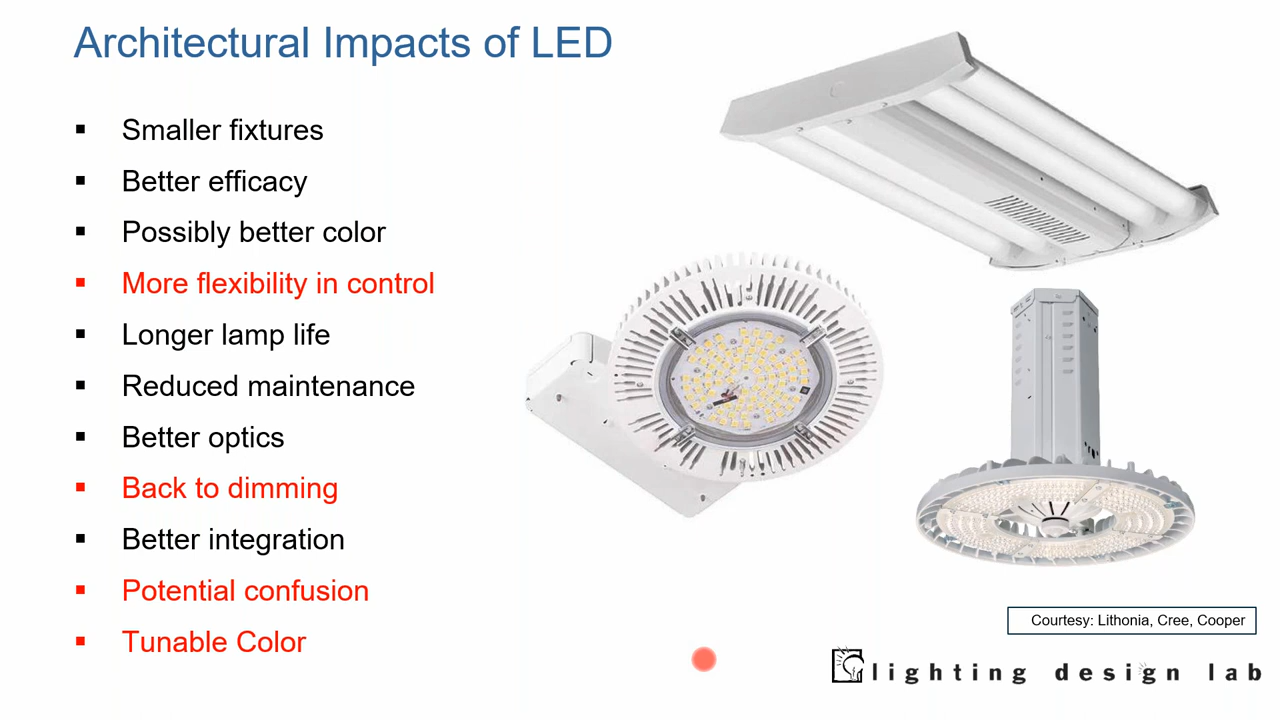 Architectural Impacts of LED
Smaller fixtures
Better efficacy
Possibly better color
More flexibility in control
Longer lamp life
Reduced maintenance
Better optics
Back to dimming
Better integration
Potential confusion
Tunable Color
Courtesy: Lithonia, Cree, Cooper
lighting design lab